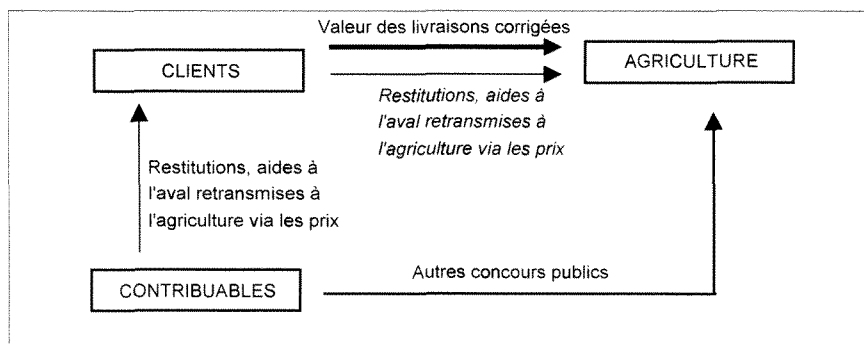 Valeur des livraisons corrigées
CLIENTS
AGRICULTURE
Restitutions, aides à
l'aval retransmises à
l'agriculture via les prix
Restitutions, aides à
l'aval retransmises à
l'agriculture via les prix
Autres concours publics
CONTRIBUABLES